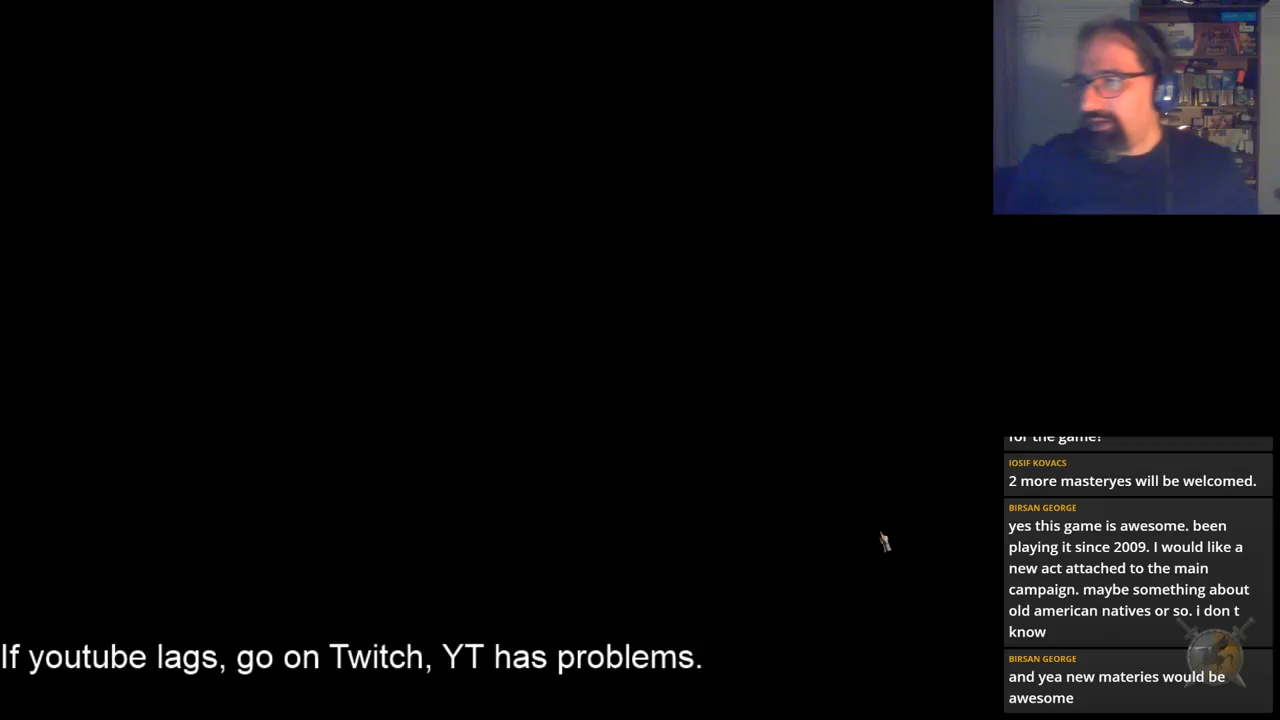 for the game?
IOSIF KOVACS
2 more masteryes will be welcomed.
BIRSAN GEORGE
yes this game is awesome. been
playing it since 2009. I would like a
new act attached to the main
campaign. maybe something about
old american natives or so. i don t
know
If youtube lags, go on Twitch, YT has problems.
BIRSAN GEORGE
and yea new materies would be
awesome